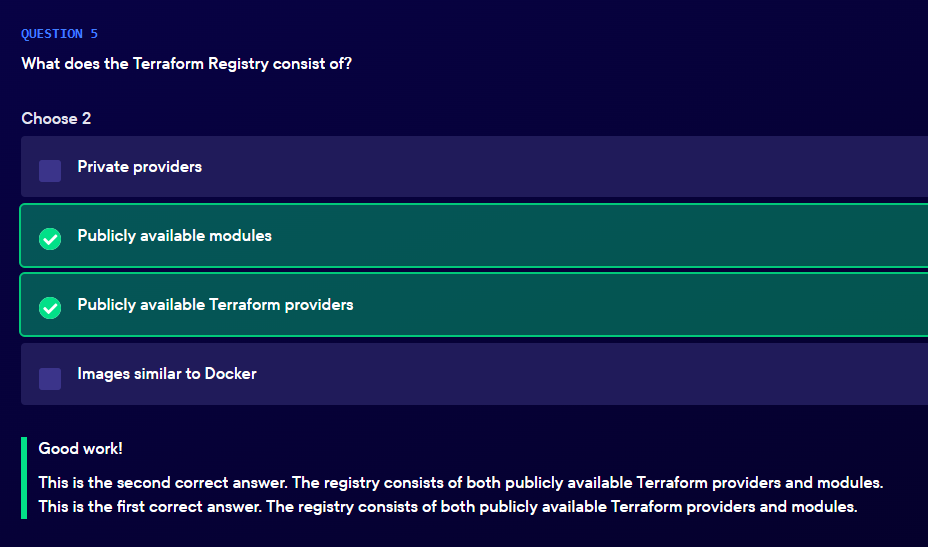 QUESTION 5
What does the Terraform Registry consist of?
Choose 2
Private providers
Publicly available modules
Publicly available Terraform providers
Images similar to Docker
Good work!
This is the second correct answer. The registry consists of both publicly available Terraform providers and modules.
This is the first correct answer. The registry consists of both publicly available Terraform providers and modules.